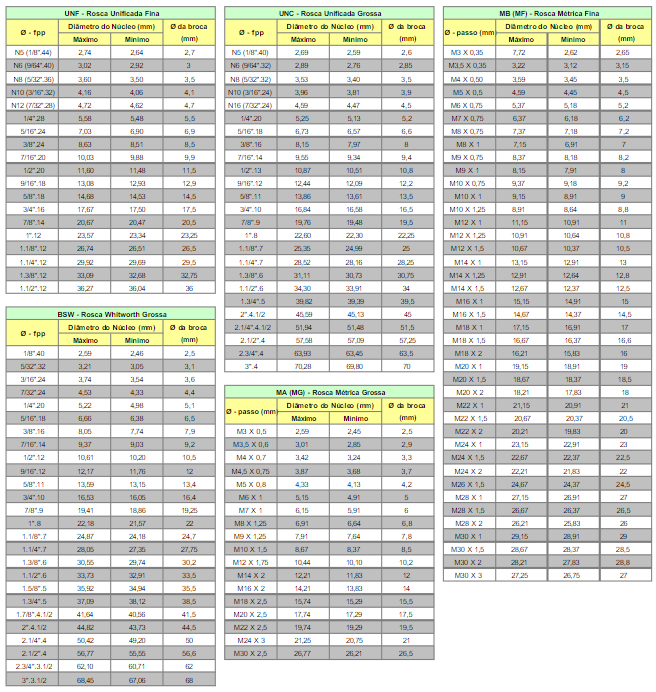 UNF - Rosca Unificada Fina
Ø - fpp Diâmetro do Núcleo (mm) Ø da broca (mm)
Máximo Mínimo
N5 (1/8".44) 2,74 2,64 2,7
N6 (9/64".40) 3,02 2,92 3
N8 (5/32".36) 3,60 3,50 3,5
N10 (3/16".32) 4,16 4,06 4,1
N12 (7/32".28) 4,72 4,62 4,7
1/4".28 5,58 5,48 5,5
5/16".24 7,03 6,90 6,9
3/8".24 8,63 8,51 8,5
7/16".20 10,03 9,88 9,9
1/2".20 11,60 11,48 11,5
9/16".18 13,08 12,93 12,9
5/8".18 14,68 14,53 14,5
3/4".16 17,67 17,50 17,5
7/8".14 20,67 20,47 20,5
1".12 23,57 23,34 23,25
1.1/8".12 26,74 26,51 26,5
1.1/4".12 29,92 29,69 29,5
1.3/8".12 33,09 32,68 32,75
1.1/2".12 36,27 36,04 36
BSW - Rosca Whitworth Grossa
Ø - fpp Diâmetro do Núcleo (mm) Ø da broca (mm)
Máximo Mínimo
1/8".40 2,59 2,46 2,5
5/32".32 3,21 3,05 3,1
3/16".24 3,74 3,54 3,6
7/32".24 4,53 4,33 4,4
1/4".20 5,22 4,98 5,1
5/16".18 6,66 6,38 6,5
3/8".16 8,05 7,74 7,9
7/16".14 9,37 9,03 9,2
1/2".12 10,61 10,20 10,5
9/16".12 12,17 11,76 12
5/8".11 13,59 13,15 13,4
3/4".10 16,53 16,05 16,4
7/8".9 19,41 18,86 19,25
1".8 22,18 21,57 22
1.1/8".7 24,87 24,18 24,7
1.1/4".7 28,05 27,35 27,75
1.3/8".6 30,55 29,74 30,2
1.1/2".6 33,73 32,91 33,5
1.5/8".5 35,92 34,94 35,5
1.3/4".5 37,09 38,12 38,5
1.7/8".4.1/2 41,64 40,56 41,5
2".4.1/2 44,82 43,73 44,5
2.1/4".4 50,42 49,20 50
2.1/2".4 56,77 55,55 56,6
2.3/4".3.1/2 62,10 60,71 62
3".3.1/2 68,45 67,06 68
UNC - Rosca Unificada Grossa
Ø - fpp Diâmetro do Núcleo (mm) Ø da broca (mm)
Máximo Mínimo
N5 (1/8".40) 2,69 2,59 2,6
N6 (9/64".32) 2,89 2,76 2,85
N8 (5/32".32) 3,53 3,40 3,5
N10 (3/16".24) 3,96 3,81 3,9
N16 (7/32".24) 4,59 4,47 4,5
1/4".20 5,25 5,13 5,2
5/16".18 6,73 6,57 6,6
3/8".16 8,15 7,97 8
7/16".14 9,55 9,34 9,4
1/2".13 10,87 10,51 10,8
9/16".12 12,44 12,09 12,2
5/8".11 13,86 13,61 13,5
3/4".10 16,84 16,58 16,5
7/8".9 19,76 19,48 19,5
1".8 22,60 22,30 22,25
1.1/8".7 25,35 24,99 25
1.1/4".7 28,52 28,16 28,25
1.3/8".6 31,11 30,73 30,75
1.1/2".6 34,30 33,91 34
1.3/4".5 39,82 39,39 39,5
2".4.1/2 45,59 45,13 45
2.1/4".4.1/2 51,94 51,48 51,5
2.1/2".4 57,58 57,09 57,25
2.3/4".4 63,93 63,45 63,5
3".4 70,28 69,80 70
MA (MG) - Rosca Métrica Grossa
Ø - passo (mm) Diâmetro do Núcleo (mm) Ø da broca (mm)
Máximo Mínimo
M3 X 0,5 2,59 2,45 2,5
M3,5 X 0,6 3,01 2,85 2,9
M4 X 0,7 3,42 3,24 3,3
M4,5 X 0,75 3,87 3,68 3,7
M5 X 0,8 4,33 4,13 4,2
M6 X 1 5,15 4,91 5
M7 X 1 6,15 5,91 6
M8 X 1,25 6,91 6,64 6,8
M9 X 1,25 7,91 7,64 7,8
M10 X 1,5 8,67 8,37 8,5
M12 X 1,75 10,44 10,10 10,2
M14 X 2 12,21 11,83 12
M16 X 2 14,21 13,83 14
M18 X 2,5 15,74 15,29 15,5
M20 X 2,5 17,74 17,29 17,5
M22 X 2,5 19,74 19,29 19,5
M24 X 3 21,25 20,75 21
M30 X 2,5 26,77 26,21 26,5
MB (MF) - Rosca Métrica Fina
Ø - passo (mm) Diâmetro do Núcleo (mm) Ø da broca (mm)
Máximo Mínimo
M3 X 0,35 7,72 2,62 2,65
M3,5 X 0,35 3,22 3,12 3,15
M4 X 0,50 3,59 3,45 3,5
M5 X 0,5 4,59 4,45 4,5
M6 X 0,75 5,37 5,18 5,2
M7 X 0,75 6,37 6,18 6,2
M8 X 0,75 7,37 7,18 7,2
M8 X 1 7,15 6,91 7
M9 X 0,75 8,37 8,18 8,2
M9 X 1 8,15 7,91 8
M10 X 0,75 9,37 9,18 9,2
M10 X 1 9,15 8,91 9
M10 X 1,25 8,91 8,64 8,8
M12 X 1 11,15 10,91 11
M12 X 1,25 10,91 10,64 10,8
M12 X 1,5 10,67 10,37 10,5
M14 X 1 13,15 12,91 13
M14 X 1,25 12,91 12,64 12,8
M14 X 1,5 12,67 12,37 12,5
M16 X 1 15,15 14,91 15
M16 X 1,5 14,67 14,37 14,5
M18 X 1 17,15 16,91 17
M18 X 1,5 16,67 16,37 16,6
M18 X 2 16,21 15,83 16
M20 X 1 19,15 18,91 19
M20 X 1,5 18,67 18,37 18,5
M20 X 2 18,21 17,83 18
M22 X 1 21,15 20,91 21
M22 X 1,5 20,67 20,37 20,5
M22 X 2 20,21 19,83 20
M24 X 1 23,15 22,91 23
M24 X 1,5 22,67 22,37 22,5
M24 X 2 22,21 21,83 22
M26 X 1,5 24,67 24,37 24,5
M28 X 1 27,15 26,91 27
M28 X 1,5 26,67 26,37 26,5
M28 X 2 26,21 25,83 26
M30 X 1 29,15 28,91 29
M30 X 1,5 28,67 28,37 28,5
M30 X 2 28,21 27,83 28,8
M30 X 3 27,25 26,75 27